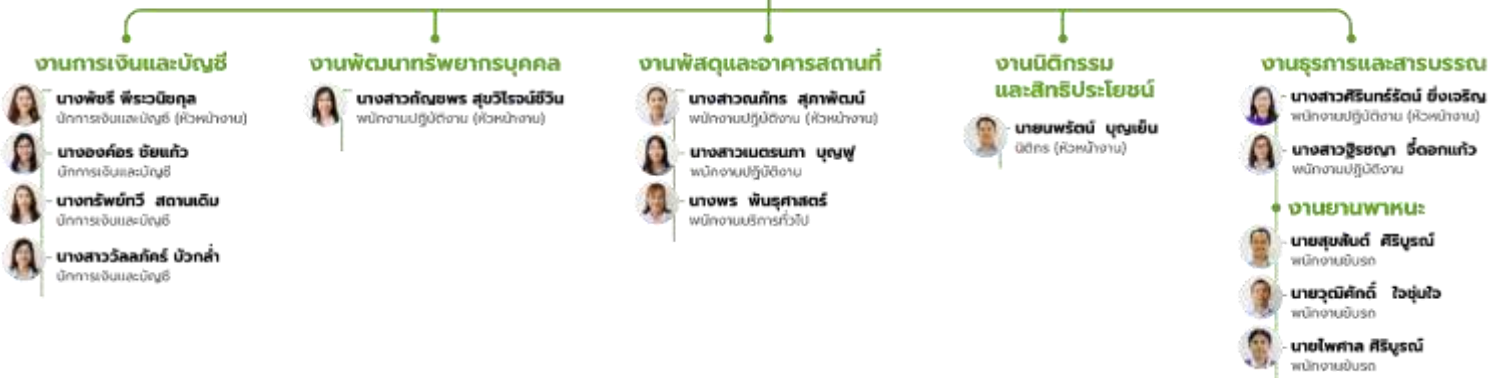 งานการเงินและบัญชี
นางพัชรี พีระวนิชกุล
นักการเงินและบัญชี (หัวหน้างาน)
นางองค์อร ชัยแก้ว
นักการเงินและบัญชี
นางทรัพย์ทวี สถานเดิม
นักการเงินและบัญชี
นางสาววัลลภัคร์ บัวกล่ำ
นักการเงินและบัญชี
งานพัฒนาทรัพยากรบุคคล
นางสาวกัญชพร สุขวิโรจน์ชีวิน
พนักงานปฏิบัติงาน (หัวหน้างาน)
งานพัสดุและอาคารสถานที่
นางสาวณภัทร สุภาพัฒน์
พนักงานปฏิบัติงาน (หัวหน้างาน)
นางสาวเนตรนภา บุญฟู
พนักงานปฏิบัติงาน
นางพร พันธุศาสตร์
พนักงานบริการทั่วไป
งานนิติกรรม
และสิทธิประโยชน์
นายนพรัตน์ บุญเย็น
นิติกร (หัวหน้างาน)
งานธุรการและสารบรรณ
นางสาวศิรินทร์รัตน์ ยิ่งเจริญ
พนักงานปฏิบัติงาน (หัวหน้างาน)
นางสาวฐิรชญา จี๋ดอกแก้ว
พนักงานปฏิบัติงาน
งานยานพาหนะ
นายสุขสันต์ ศิริบูรณ์
พนักงานขับรถ
นายวุฒิศักดิ์ ใจชุ่มใจ
พนักงานขับรถ
นายไพศาล ศิริบูรณ์
พนักงานขับรถ